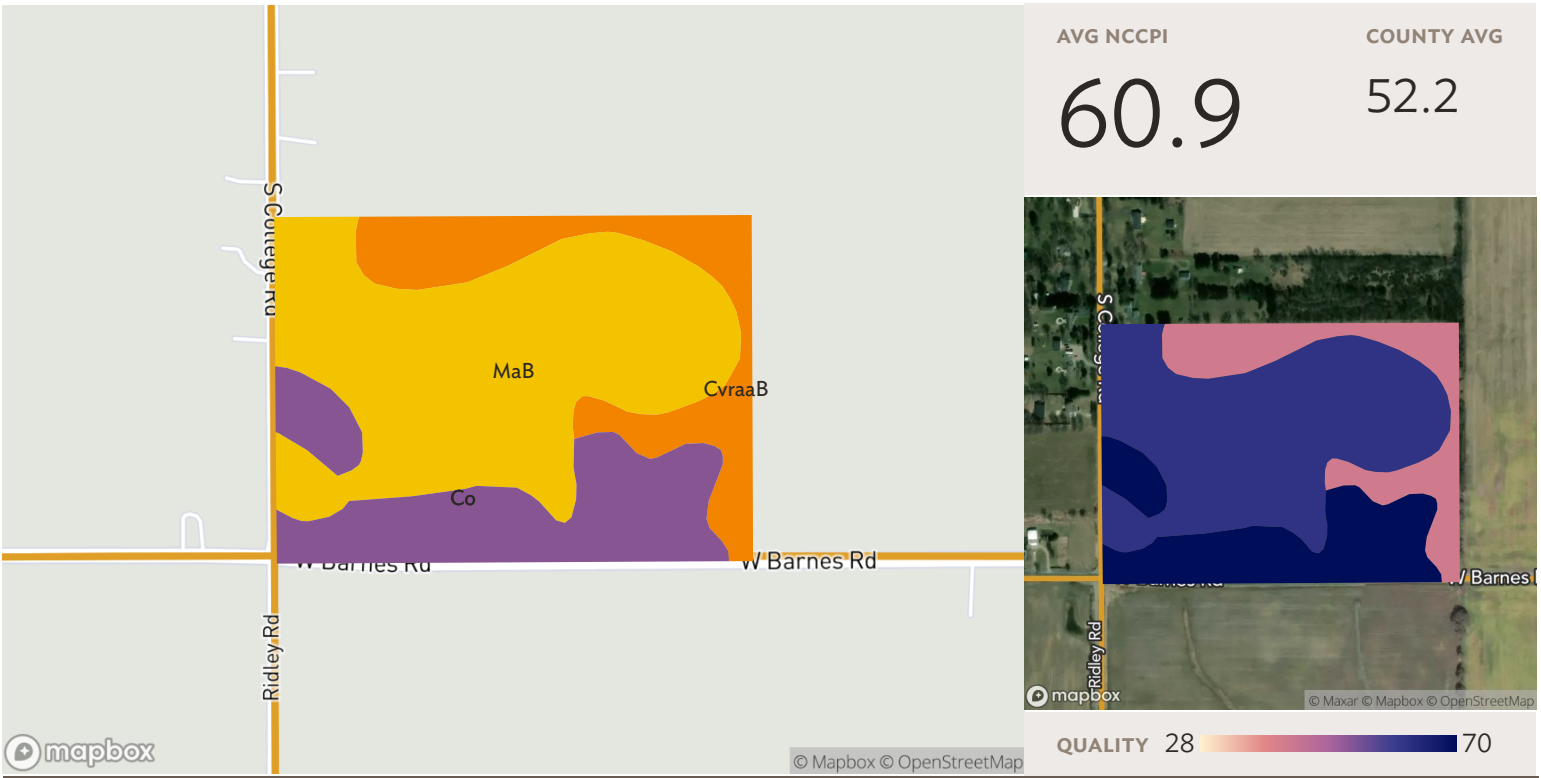 AVG NCCPI
COUNTY AVG
60.9
52.2
S College Rd
MaB
CvraaB
Co
W Barnes Rd
W Barnes Rd
Ridley Rd
mapbox
© Mapbox © OpenStreetMap
S College Rd
W Barnes Rd
W Barnes
Ridley Rd
mapbox
© Maxar © Mapbox © OpenStreetMap
QUALITY 28 70